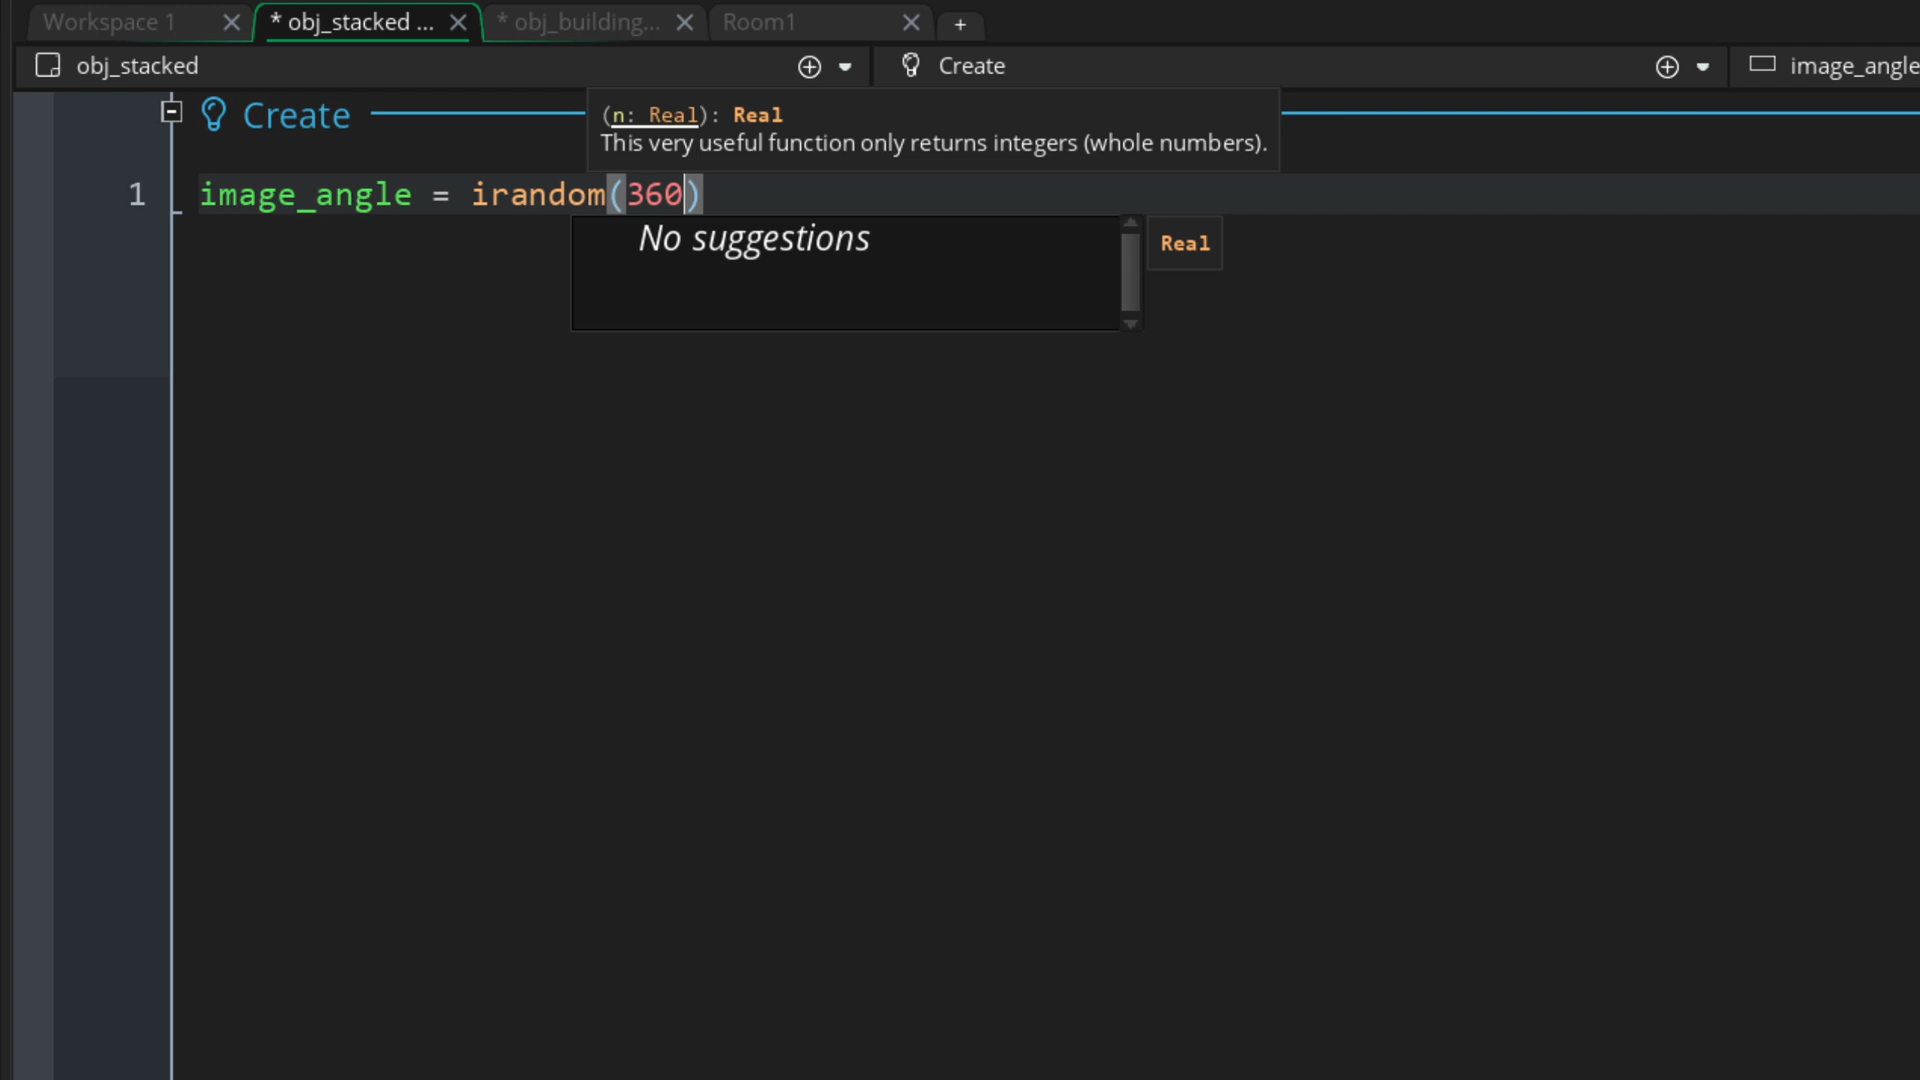 Workspace 1 * obj_stacked ... * obj_building... Room1 +
obj_stacked Create image_angle
Create
(n: Real): Real
This very useful function only returns integers (whole numbers).
1 image_angle = irandom(360)
No suggestions
Real